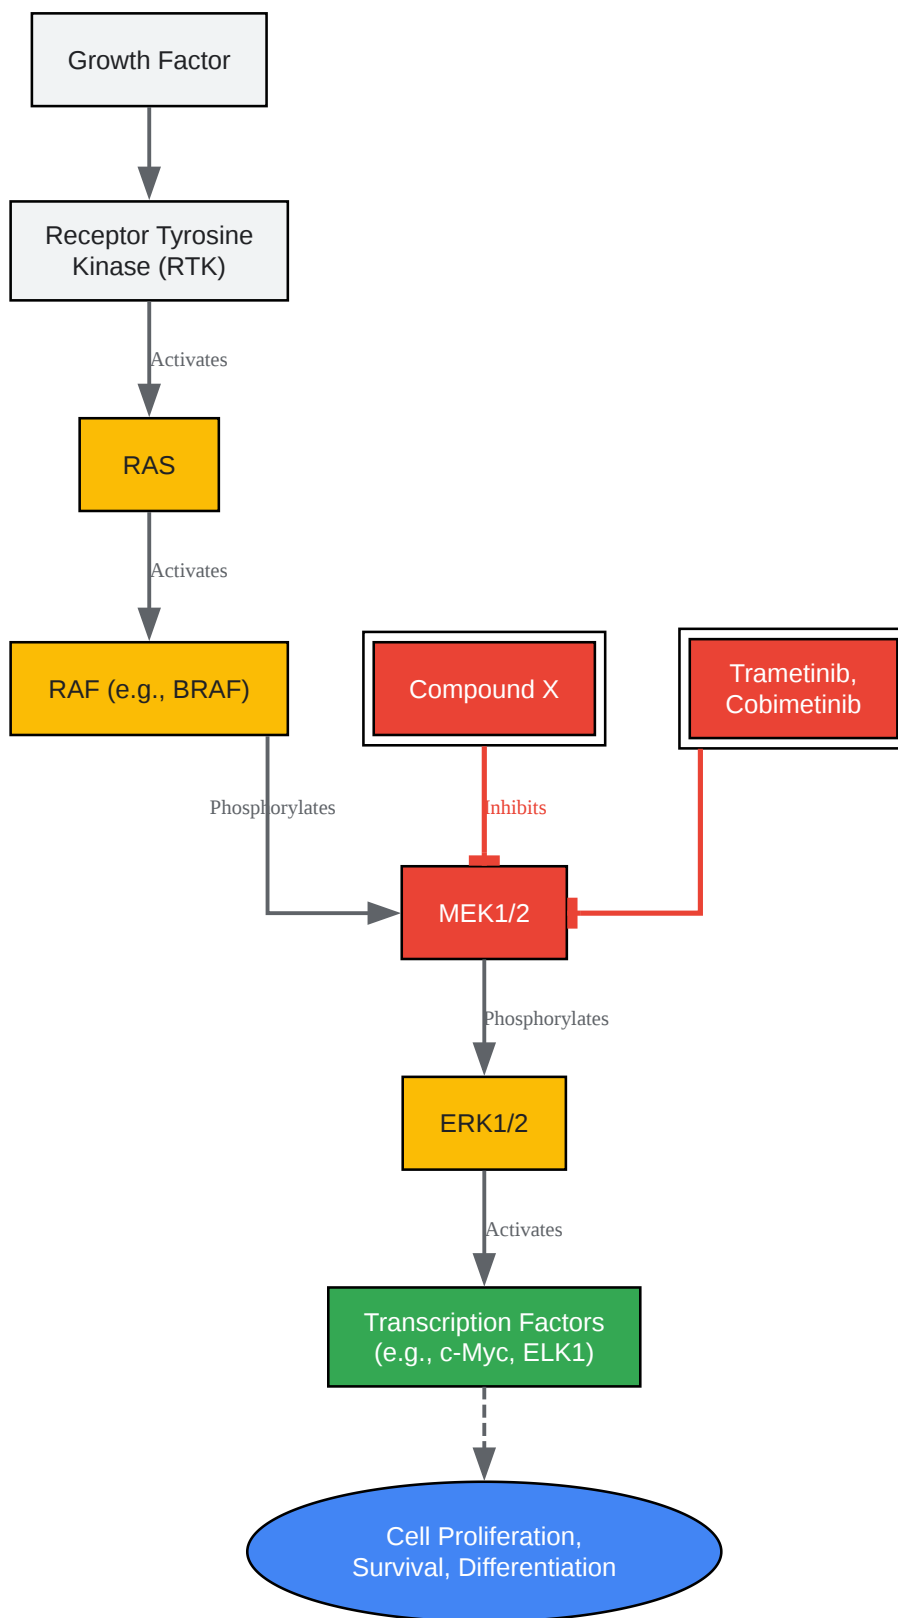 Growth Factor
Receptor Tyrosine
Kinase (RTK)
Activates
RAS
Activates
RAF (e.g., BRAF)
Compound X
Trametinib,
Cobimetinib
Phosphorylates
Inhibits
MEK1/2
Phosphorylates
ERK1/2
Activates
Transcription Factors
(e.g., c-Myc, ELK1)
Cell Proliferation,
Survival, Differentiation